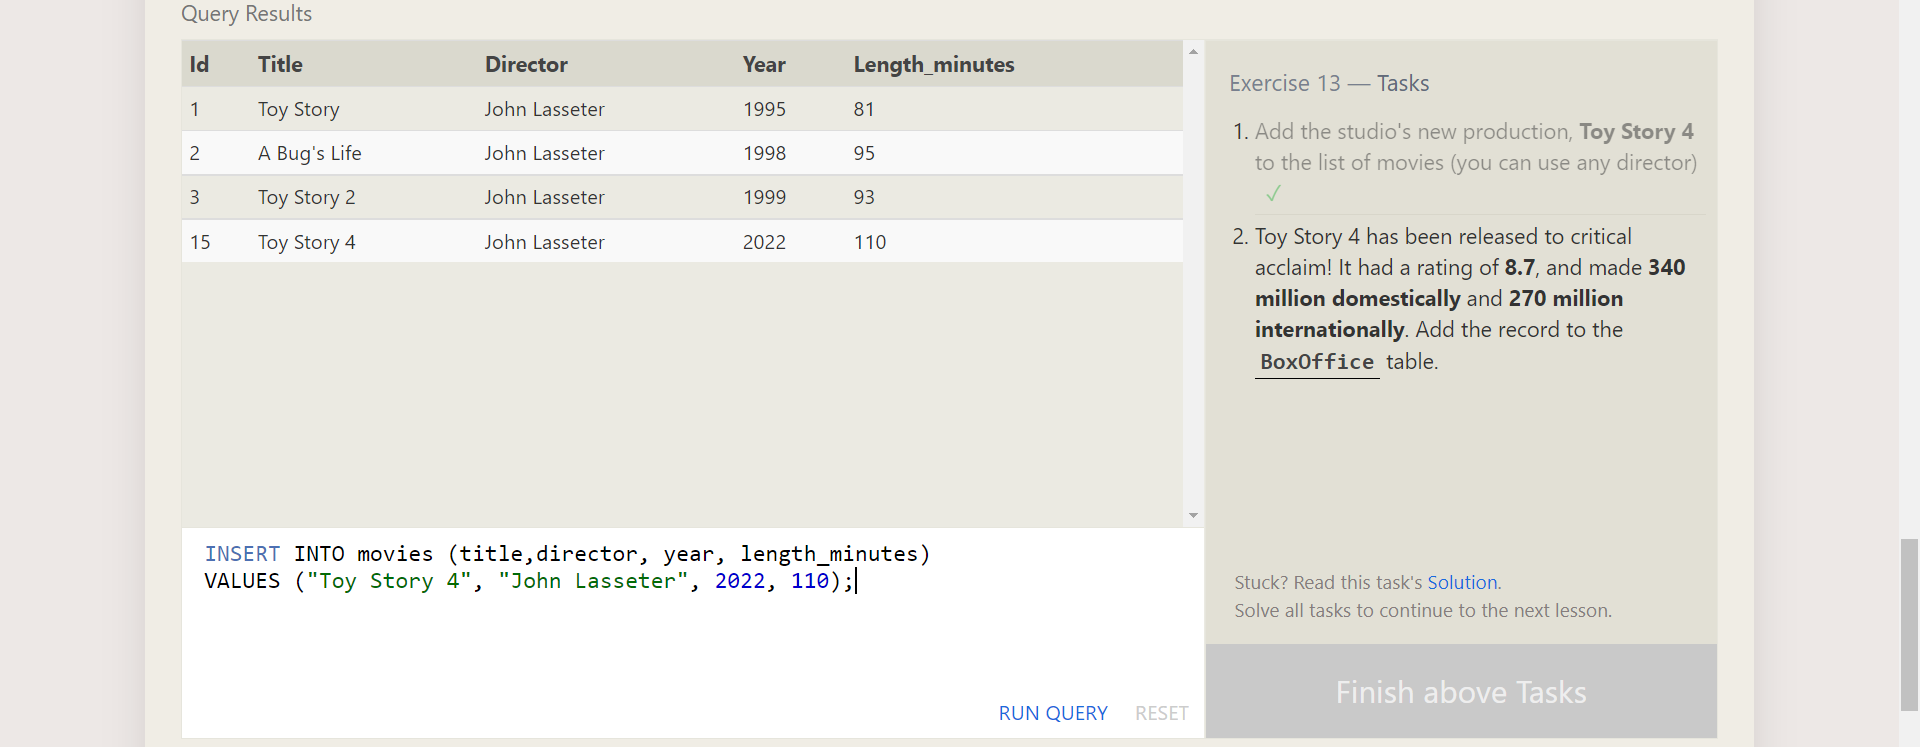 Query Results
Id Title Director Year Length_minutes
1 Toy Story John Lasseter 1995 81
2 A Bug's Life John Lasseter 1998 95
3 Toy Story 2 John Lasseter 1999 93
15 Toy Story 4 John Lasseter 2022 110
INSERT INTO movies (title,director, year, length_minutes)
VALUES ("Toy Story 4", "John Lasseter", 2022, 110);
RUN QUERY RESET
Exercise 13 — Tasks
1. Add the studio's new production, Toy Story 4
to the list of movies (you can use any director)
✓
2. Toy Story 4 has been released to critical
acclaim! It had a rating of 8.7, and made 340
million domestically and 270 million
internationally. Add the record to the
BoxOffice table.
Stuck? Read this task's Solution.
Solve all tasks to continue to the next lesson.
Finish above Tasks